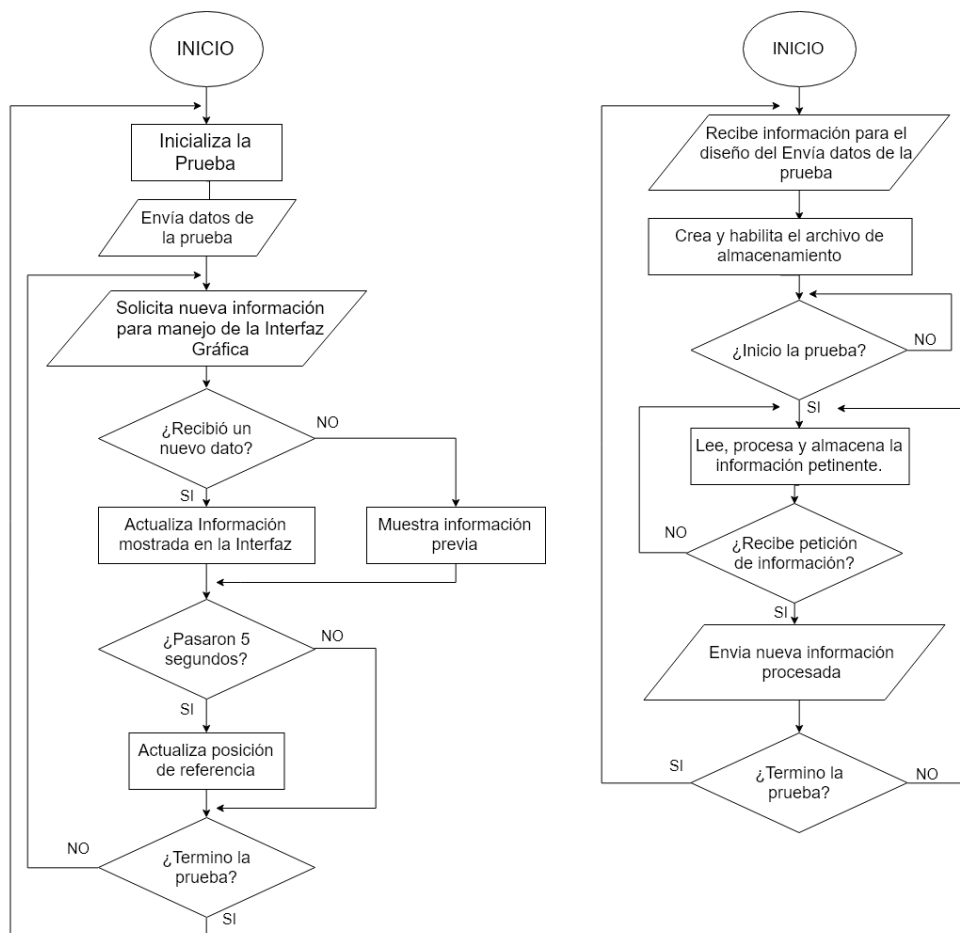 INICIO
Inicializa la
Prueba
Envía datos de
la prueba
Solicita nueva información
para manejo de la Interfaz
Gráfica
¿Recibió un
nuevo dato?
NO
SI
Actualiza Información
mostrada en la Interfaz
Muestra información
previa
¿Pasaron 5
segundos?
NO
SI
Actualiza posición
de referencia
¿Termino la
prueba?
NO
SI
INICIO
Recibe información para el
diseño del Envía datos de la
prueba
Crea y habilita el archivo de
almacenamiento
¿Inicio la prueba?
NO
SI
Lee, procesa y almacena la
información petinente.
¿Recibe petición
de información?
NO
SI
Envia nueva información
procesada
¿Termino la
prueba?
SI
NO